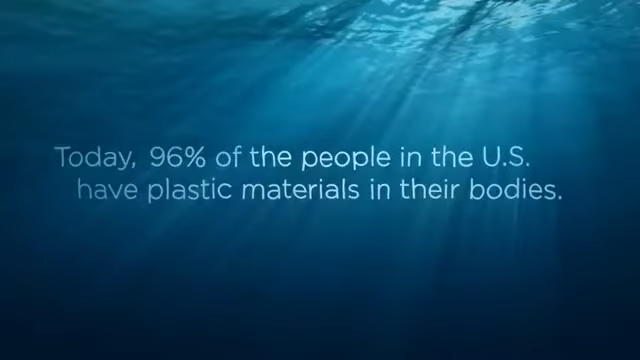 Today, 96% of the people in the U.S.
have plastic materials in their bodies.